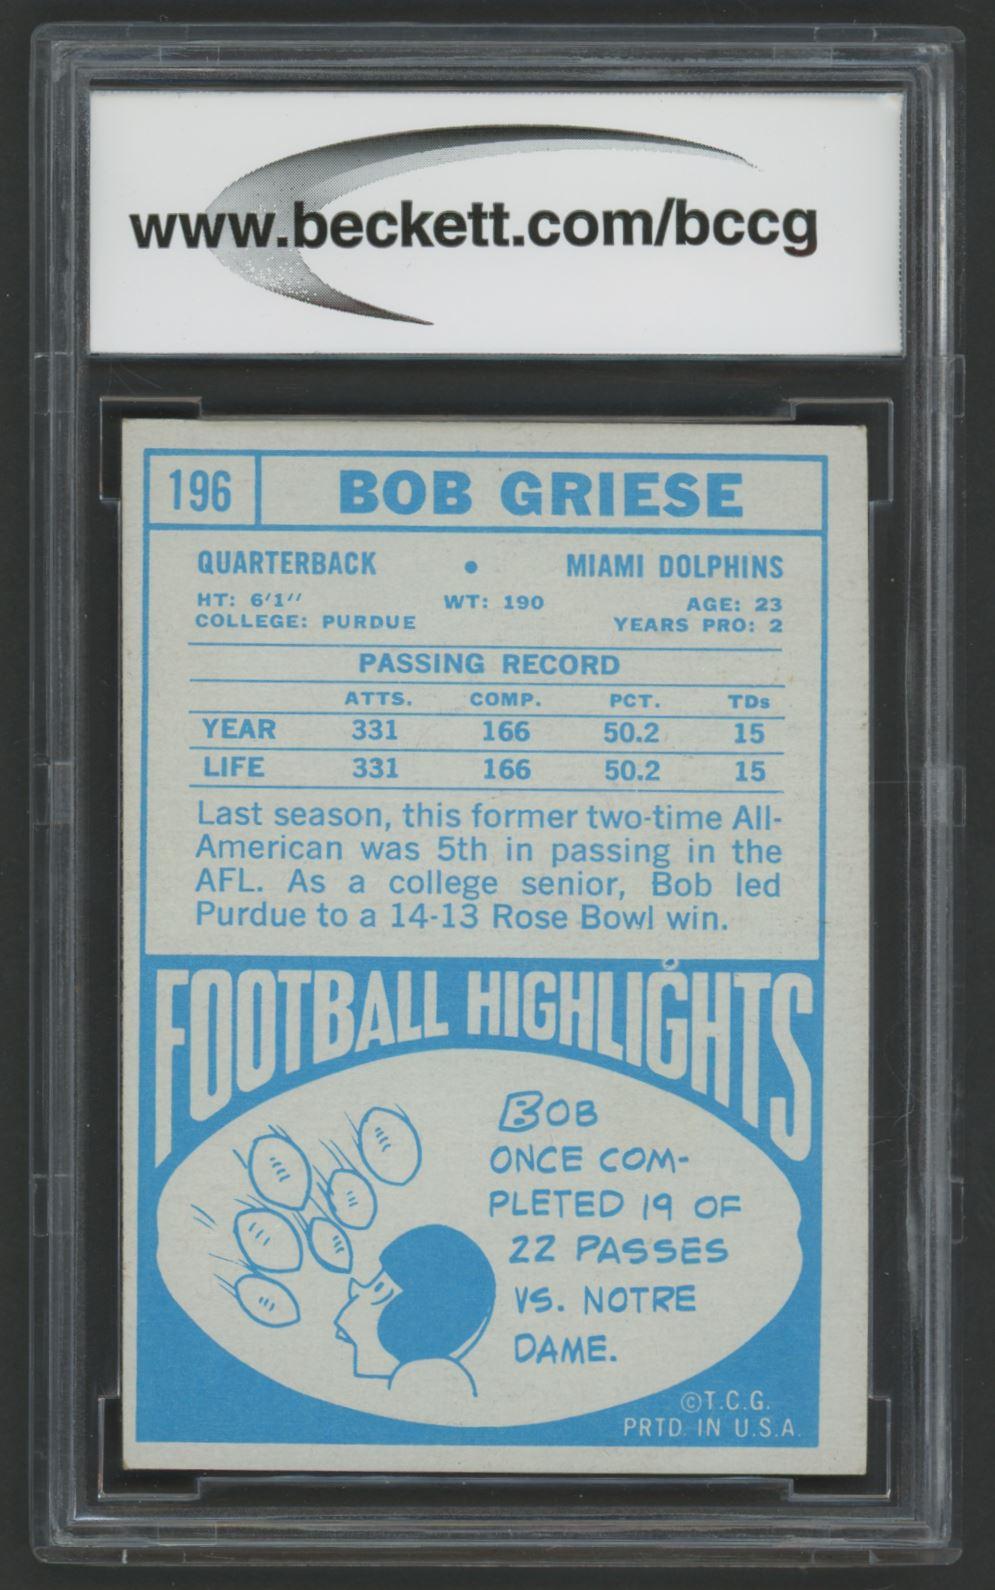 www.beckett.com/bccg
196 BOB GRIESE
QUARTERBACK • MIAMI DOLPHINS
HT: 6'1" WT: 190 AGE: 23
COLLEGE: PURDUE YEARS PRO: 2
PASSING RECORD
ATTS. COMP. PCT. TDs
YEAR 331 166 50.2 15
LIFE 331 166 50.2 15
Last season, this former two-time All-
American was 5th in passing in the
AFL. As a college senior, Bob led
Purdue to a 14-13 Rose Bowl win.
FOOTBALL HIGHLIGHTS
BOB
ONCE COM-
PLETED 19 OF
22 PASSES
VS. NOTRE
DAME.
©T.C.G.
PRTD. IN U.S.A.